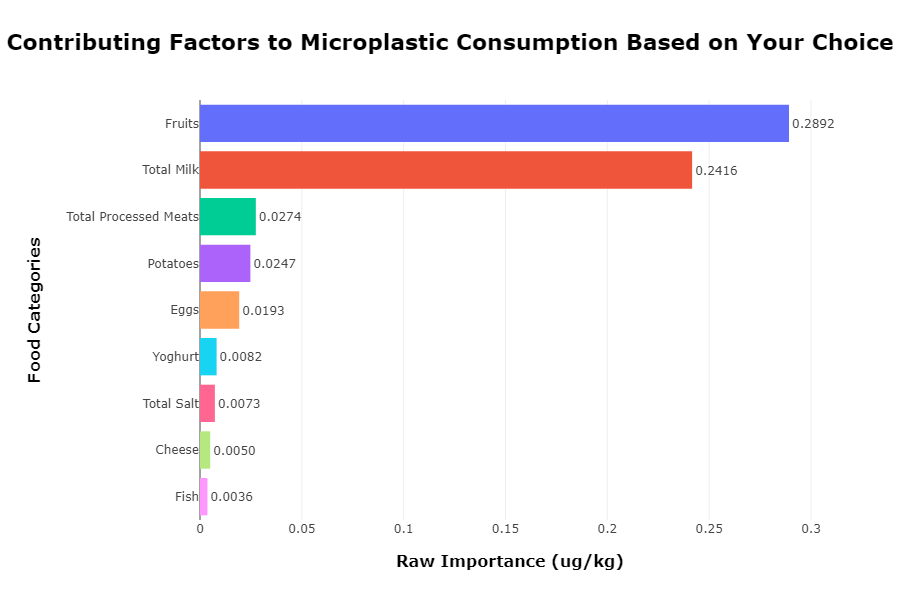 Contributing Factors to Microplastic Consumption Based on Your Choice
Fruits 0.2892
Total Milk 0.2416
Total Processed Meats 0.0274
Potatoes 0.0247
Eggs 0.0193
Yoghurt 0.0082
Total Salt 0.0073
Cheese 0.0050
Fish 0.0036
Food Categories
0 0.05 0.1 0.15 0.2 0.25 0.3
Raw Importance (ug/kg)